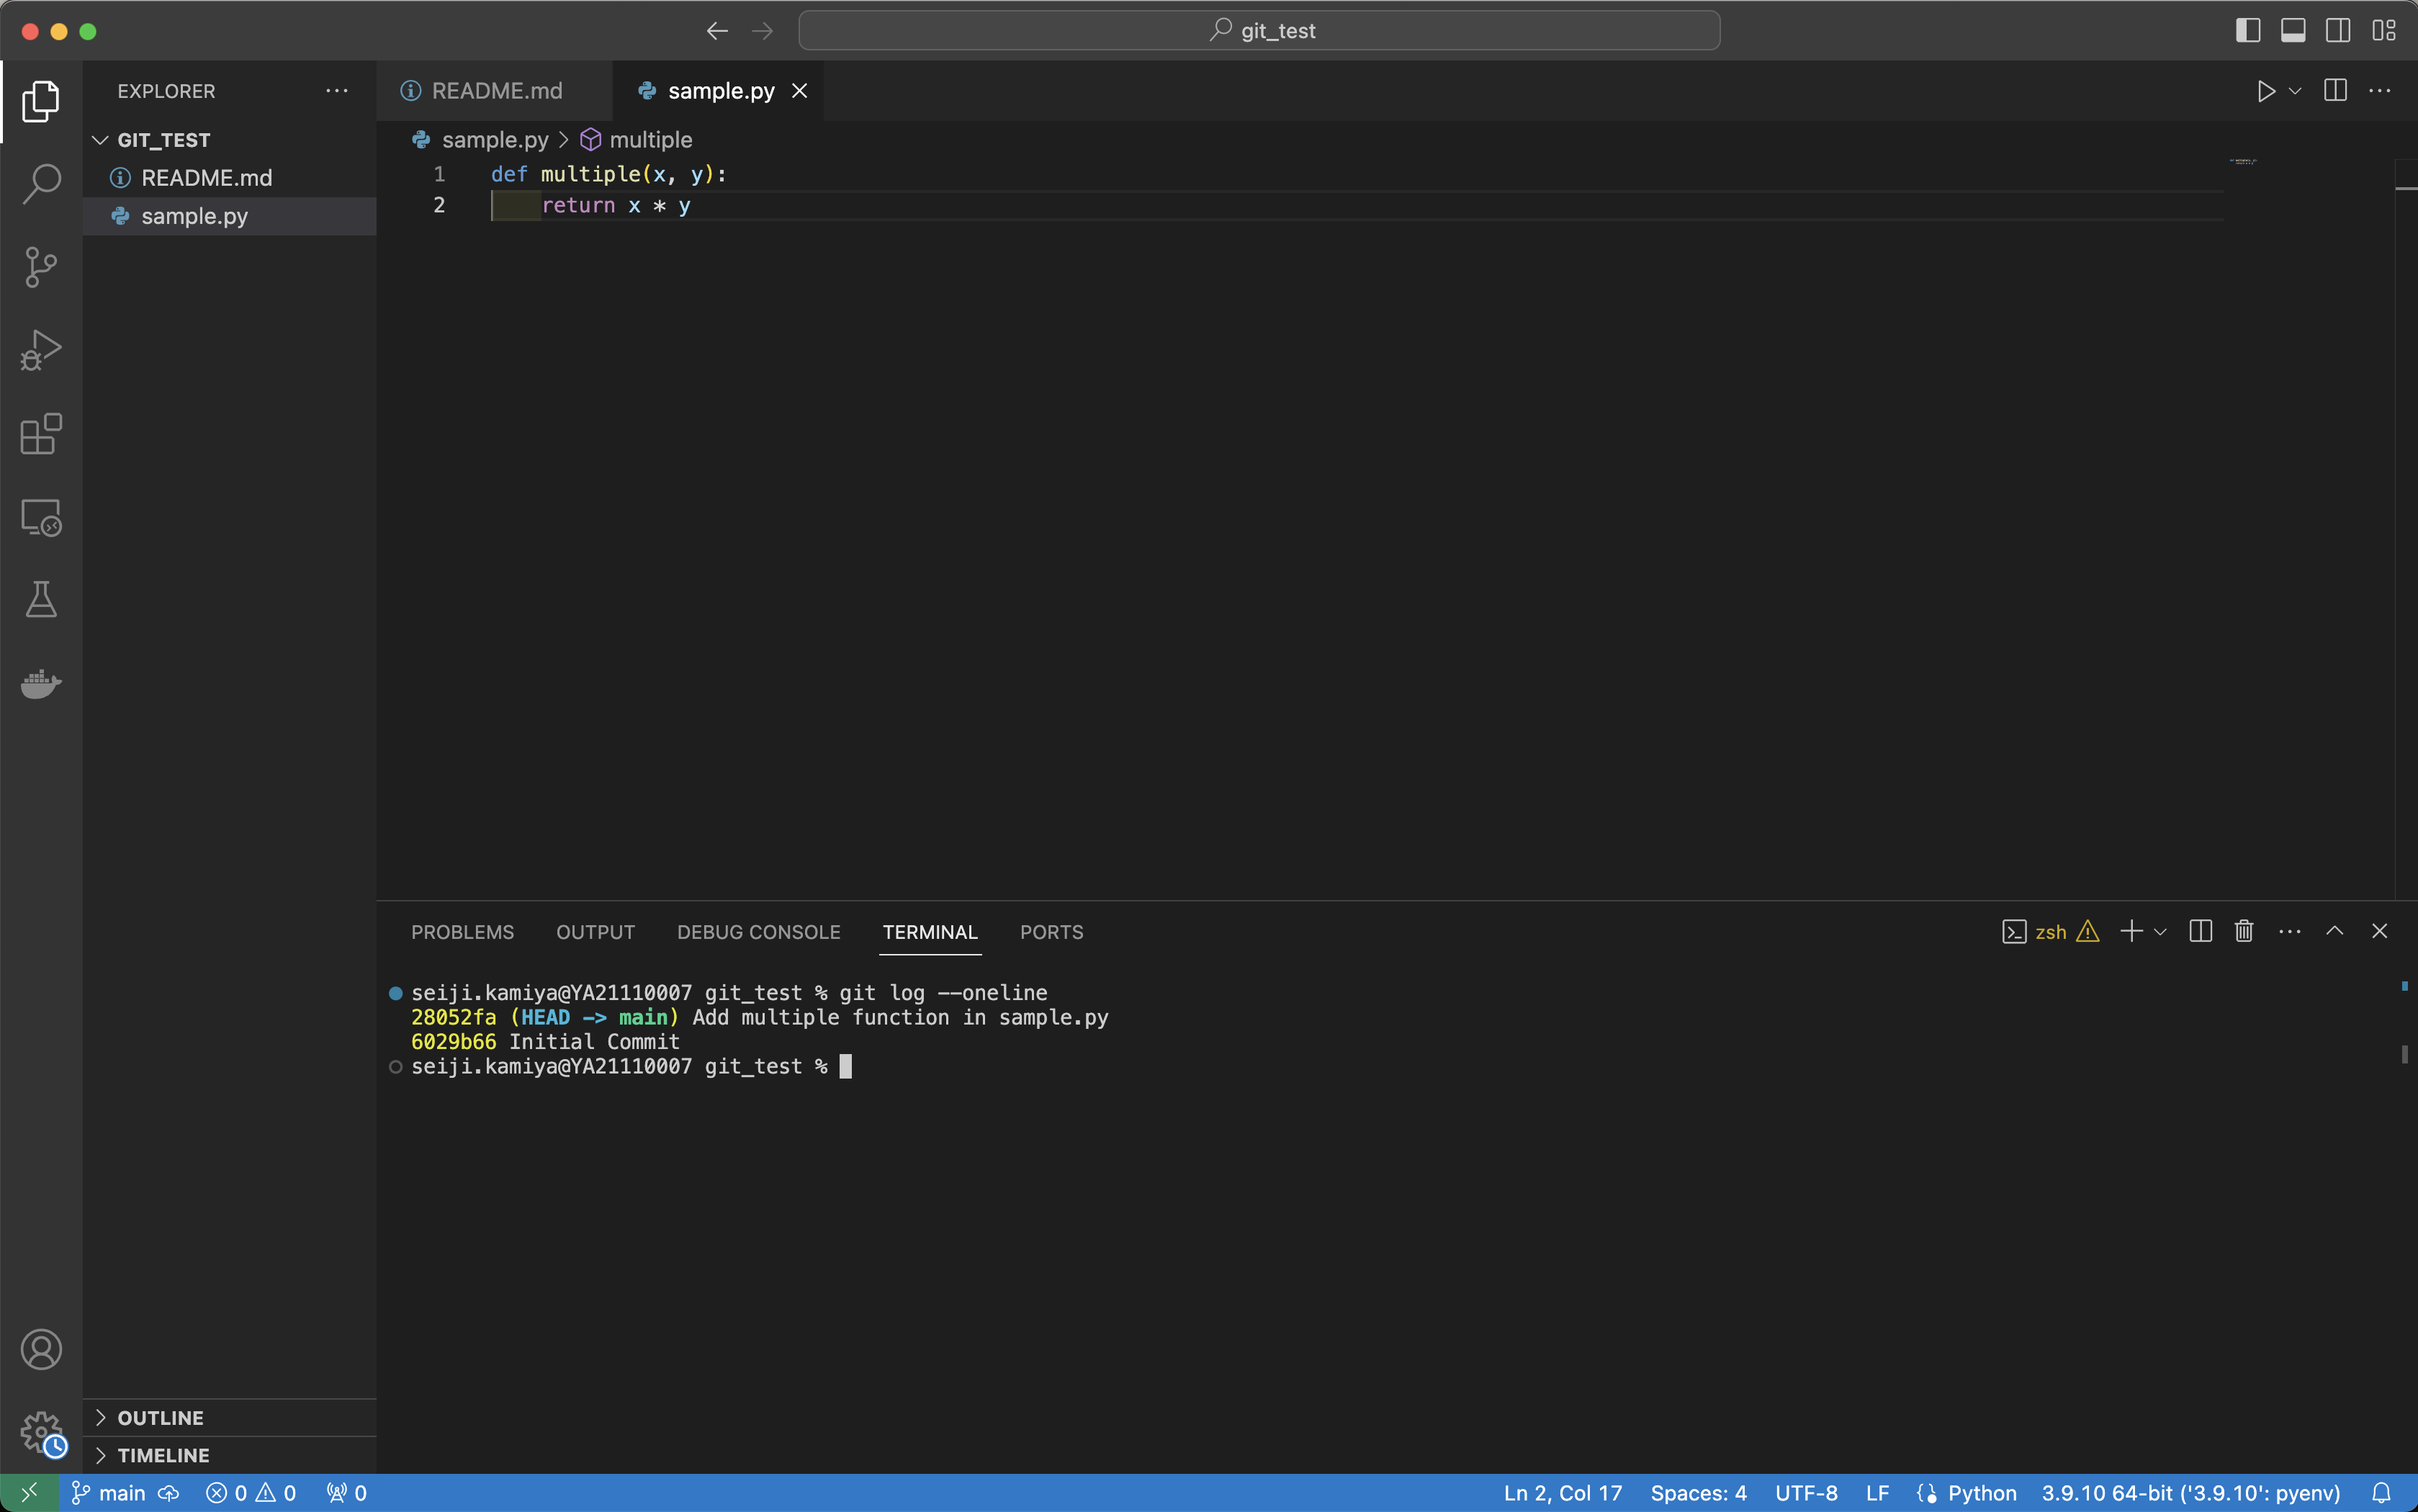 git_test
EXPLORER
GIT_TEST
README.md
sample.py
README.md
sample.py
sample.py > multiple
1 def multiple(x, y):
2 return x * y
PROBLEMS OUTPUT DEBUG CONSOLE TERMINAL PORTS
zsh
seiji.kamiya@YA21110007 git_test % git log --oneline
28052fa (HEAD -> main) Add multiple function in sample.py
6029b66 Initial Commit
seiji.kamiya@YA21110007 git_test %
OUTLINE
TIMELINE
main 0 0 0 Ln 2, Col 17 Spaces: 4 UTF-8 LF Python 3.9.10 64-bit ('3.9.10': pyenv)